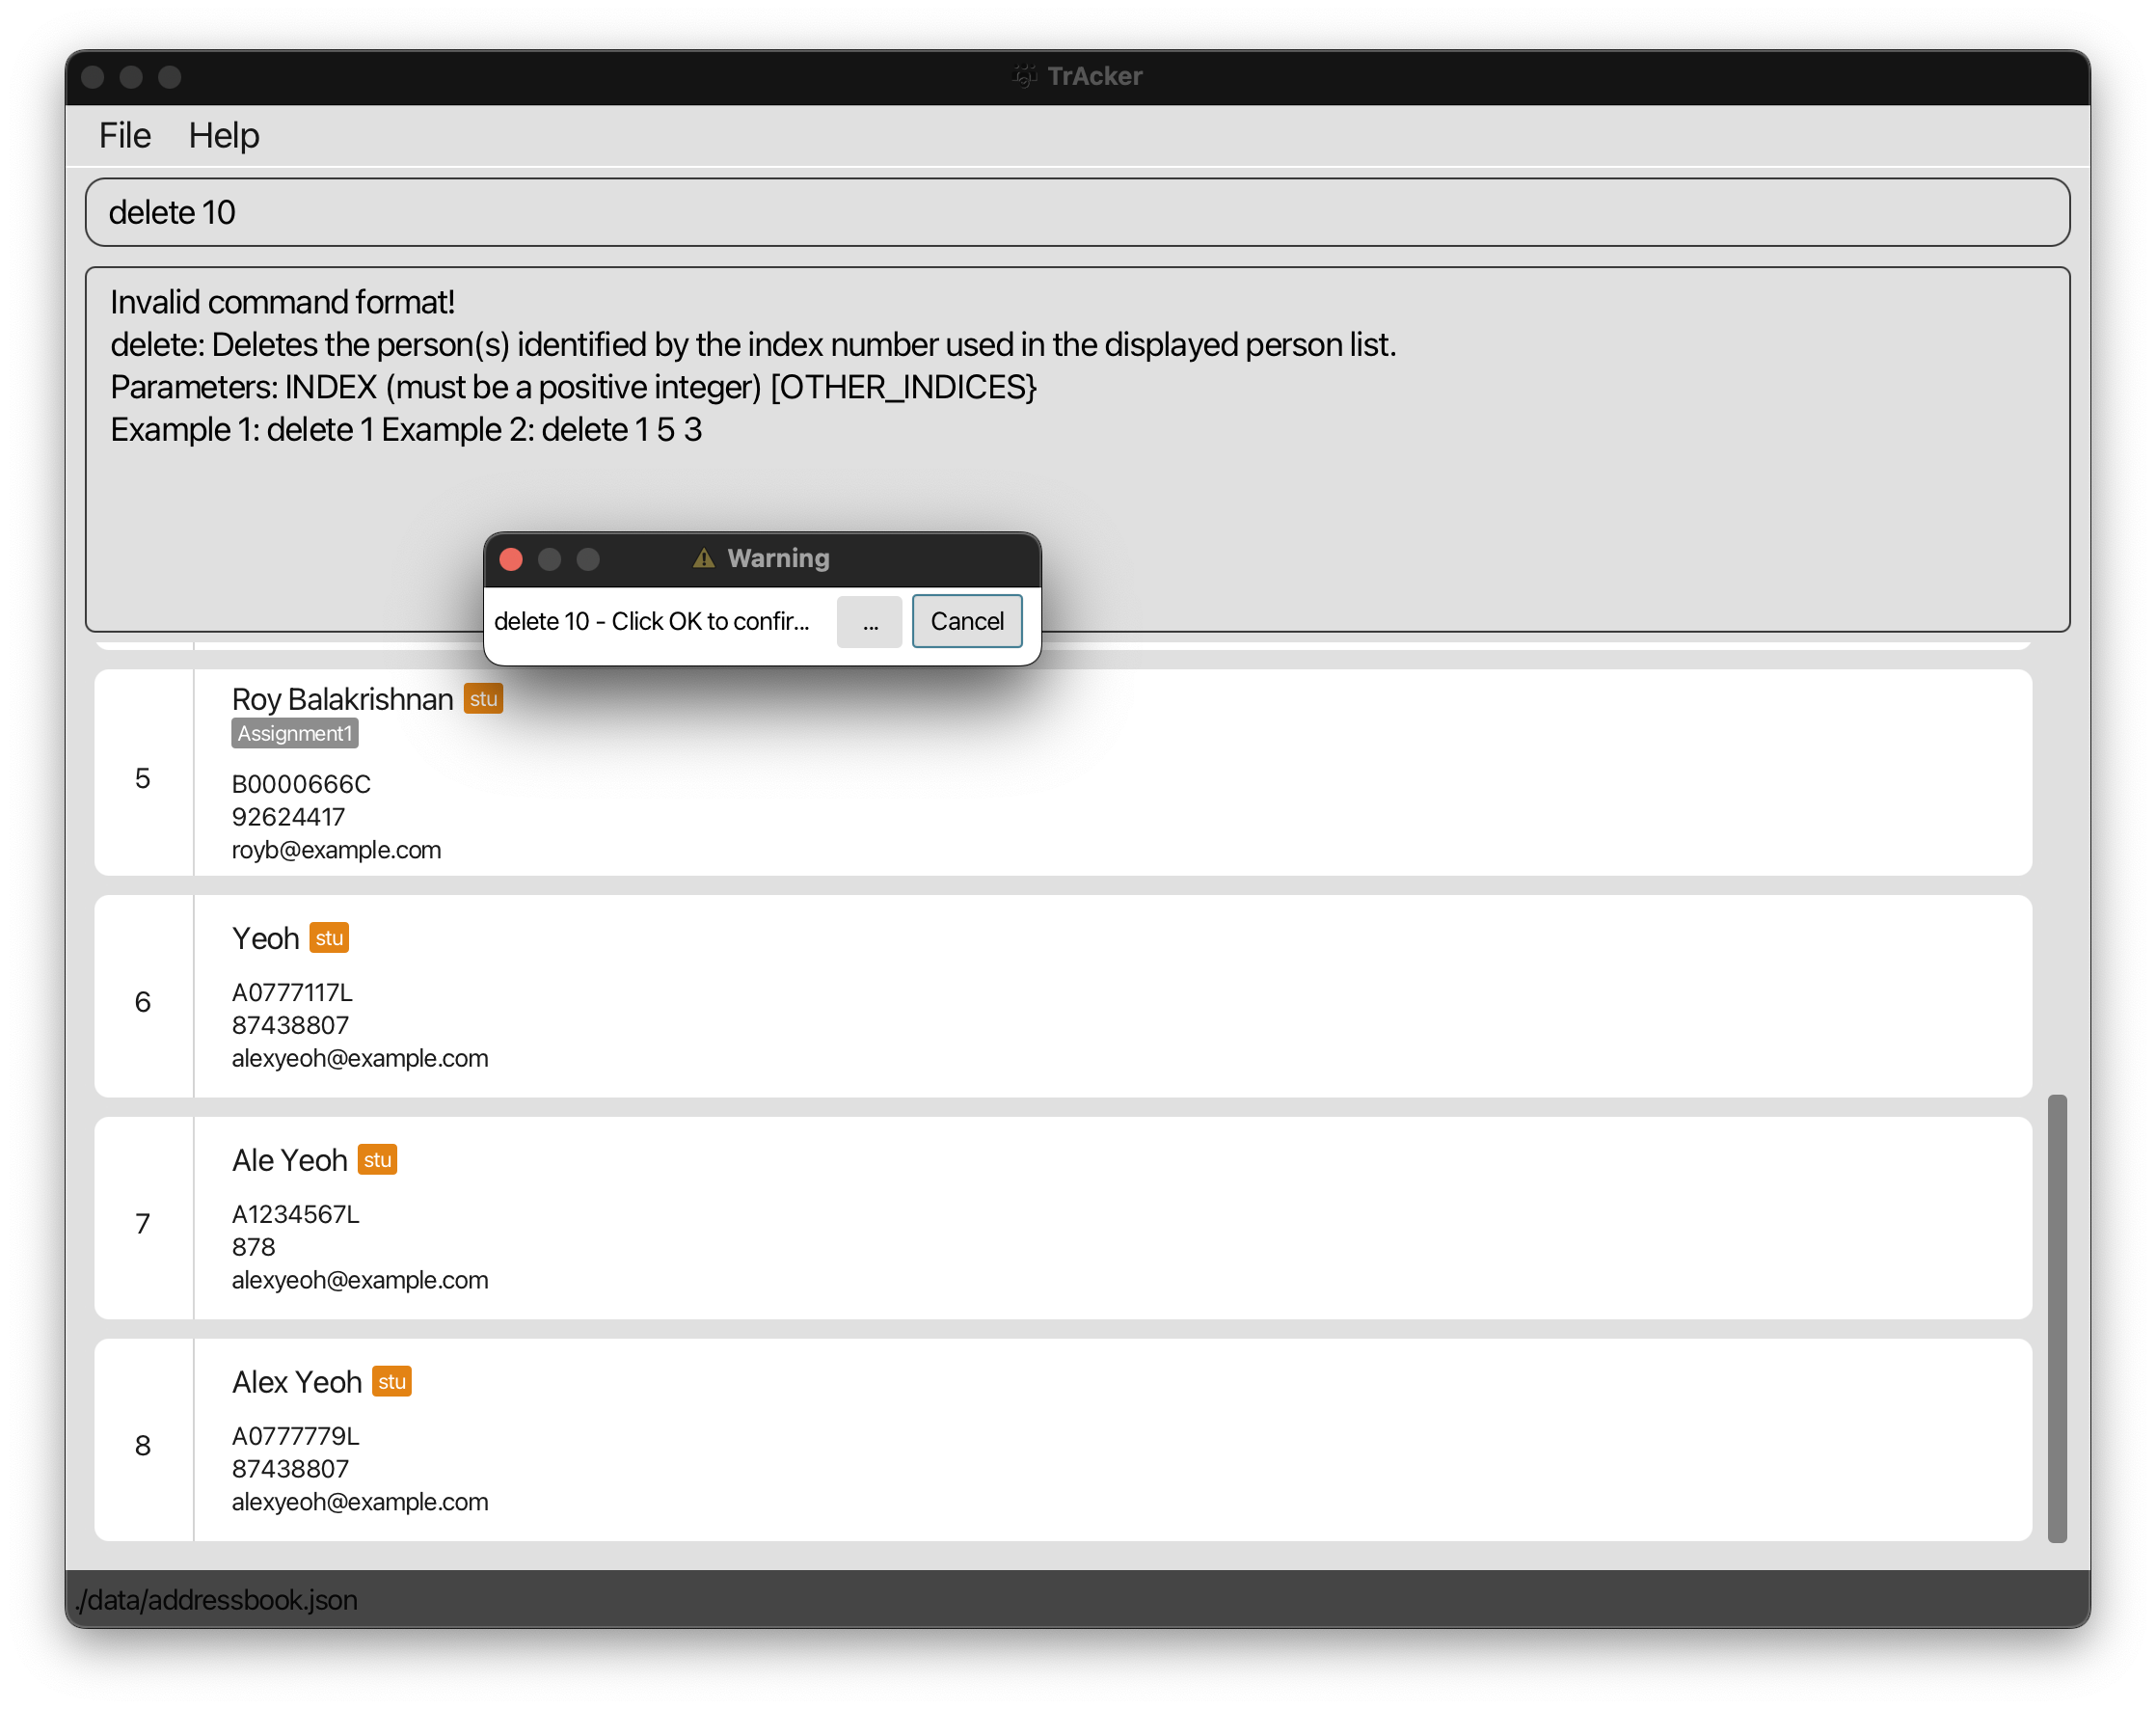 TrAcker
File Help
delete 10
Invalid command format!
delete: Deletes the person(s) identified by the index number used in the displayed person list.
Parameters: INDEX (must be a positive integer) [OTHER_INDICES}
Example 1: delete 1 Example 2: delete 1 5 3
Warning
delete 10 - Click OK to confir... ... Cancel
Roy Balakrishnan stu
Assignment1
5
B0000666C
92624417
royb@example.com
Yeoh stu
6
A0777117L
87438807
alexyeoh@example.com
Ale Yeoh stu
7
A1234567L
878
alexyeoh@example.com
Alex Yeoh stu
8
A0777779L
87438807
alexyeoh@example.com
./data/addressbook.json